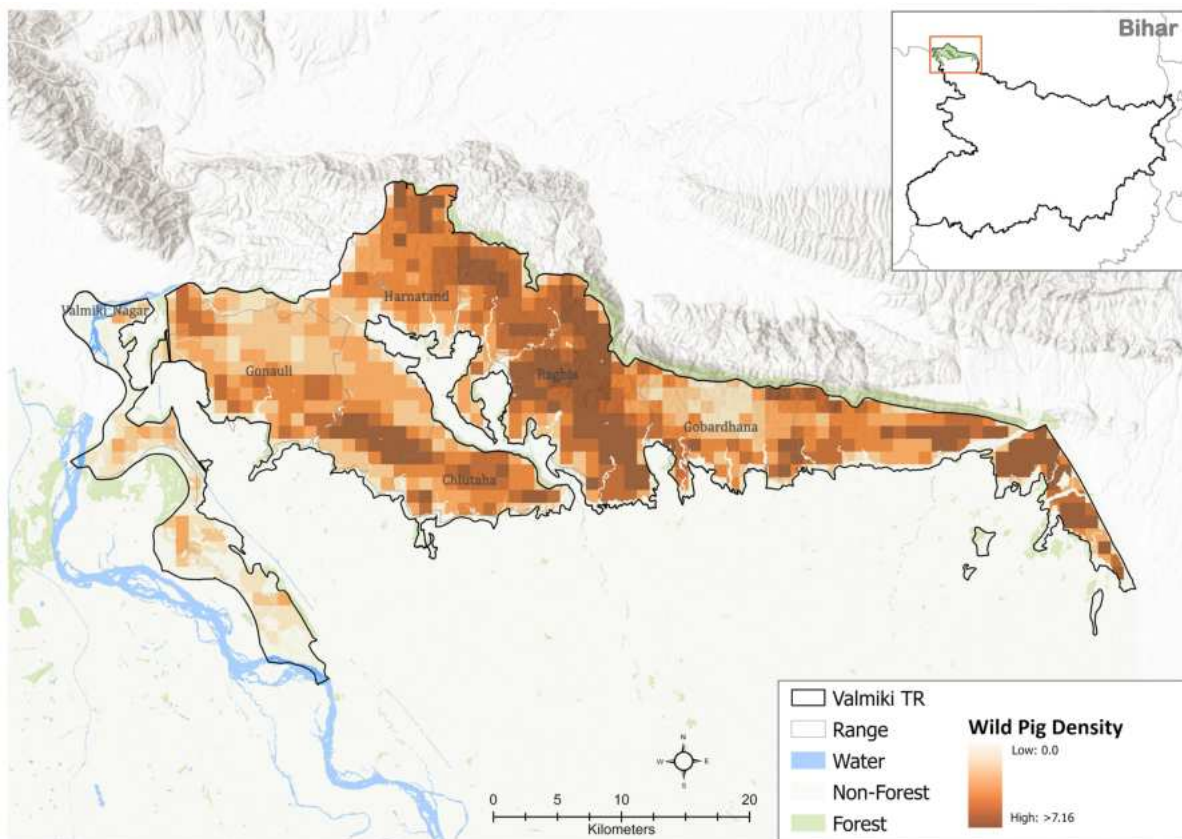 Bihar
Valmiki Nagar
Harnatand
Gonauli
Raghia
Gobardhana
Chiutaha
N
W E
S
0 5 10 20
Kilometers
Valmiki TR
Range
Water
Non-Forest
Forest
Wild Pig Density
Low: 0.0
High: >7.16